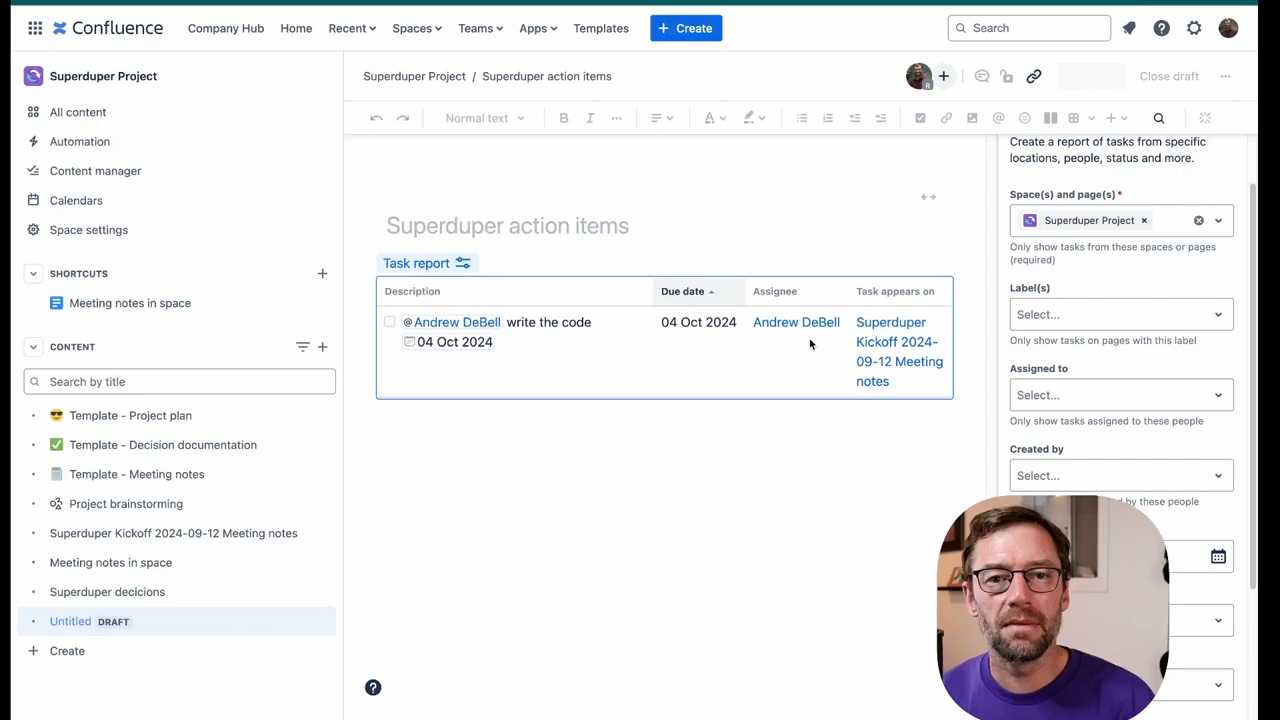 Confluence
Company Hub
Home
Recent
Spaces
Teams
Apps
Templates
+ Create
Search
Superduper Project
All content
Automation
Content manager
Calendars
Space settings
SHORTCUTS
Meeting notes in space
CONTENT
Search by title
Template - Project plan
Template - Decision documentation
Template - Meeting notes
Project brainstorming
Superduper Kickoff 2024-09-12 Meeting notes
Meeting notes in space
Superduper decicions
Untitled DRAFT
+ Create
Superduper Project / Superduper action items
R
Close draft
Normal text
Superduper action items
Task report
Description
Due date
Assignee
Task appears on
@Andrew DeBell write the code
04 Oct 2024
04 Oct 2024
Andrew DeBell
Superduper
Kickoff 2024-
09-12 Meeting
notes
Create a report of tasks from specific
locations, people, status and more.
Space(s) and page(s)*
Superduper Project
Only show tasks from these spaces or pages
(required)
Label(s)
Select...
Only show tasks on pages with this label
Assigned to
Select...
Only show tasks assigned to these people
Created by
Select...
by these people